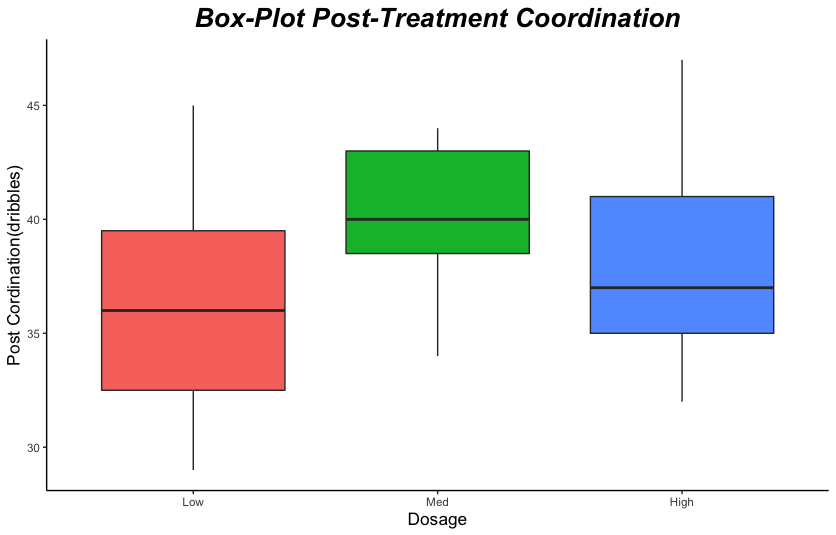 Box-Plot Post-Treatment Coordination
Post Cordination(dribbles)
45
40
35
30
Low
Med
High
Dosage